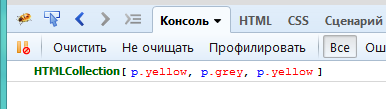 Консоль HTML CSS Сценарий
Очистить Не очищать Профилировать Все Ош
HTMLCollection[ p.yellow, p.grey, p.yellow ]